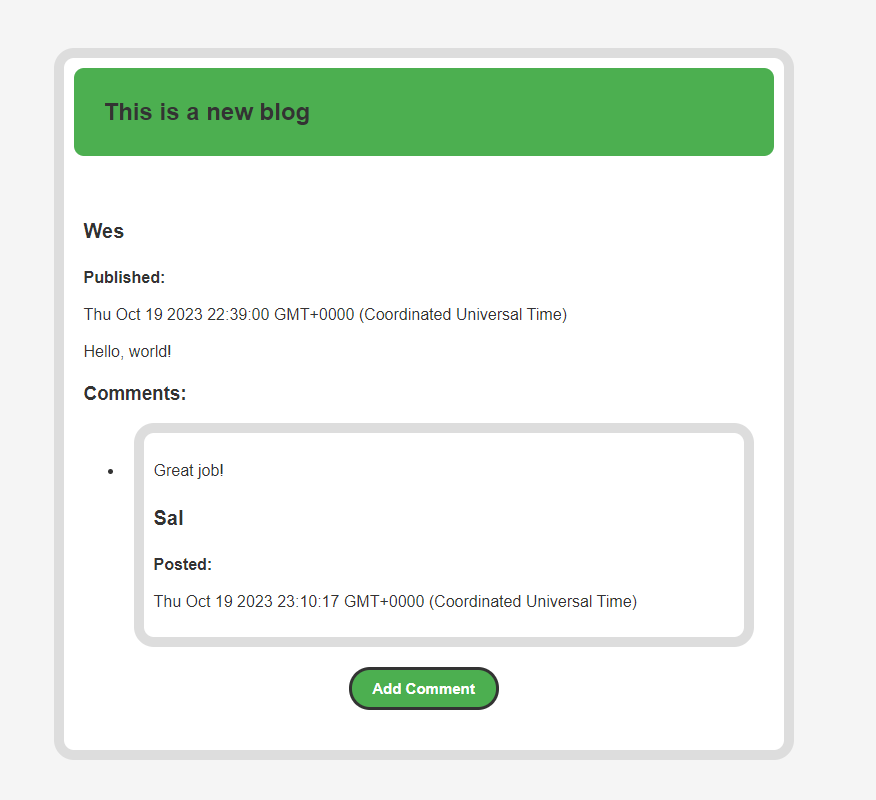 This is a new blog
Wes
Published:
Thu Oct 19 2023 22:39:00 GMT+0000 (Coordinated Universal Time)
Hello, world!
Comments:
Great job!
Sal
Posted:
Thu Oct 19 2023 23:10:17 GMT+0000 (Coordinated Universal Time)
Add Comment